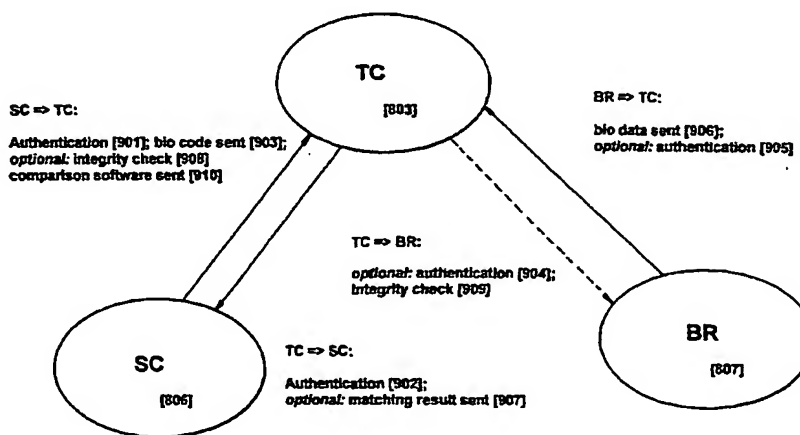 TC
[803]
SC => TC:
Authentication [901]; bio code sent [903];
optional: integrity check [908]
comparison software sent [910]
BR => TC:
bio data sent [906];
optional: authentication [905]
TC => BR:
optional: authentication [904];
integrity check [909]
SC
[806]
TC => SC:
Authentication [902];
optional: matching result sent [907]
BR
[807]